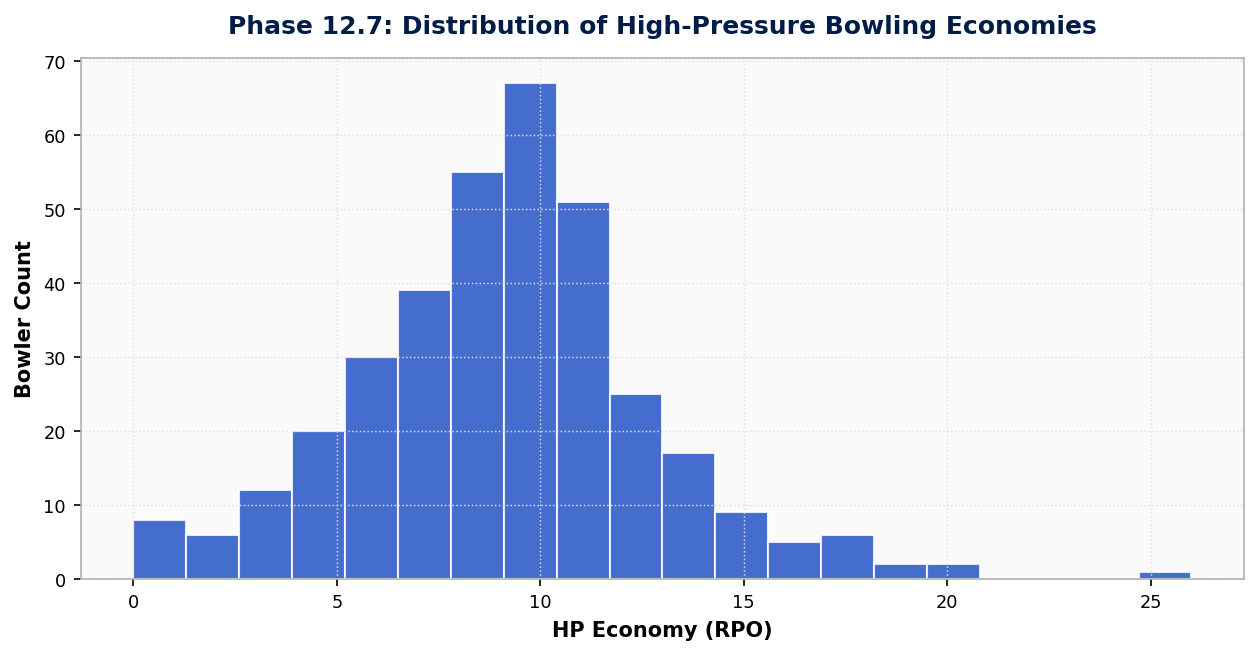 Phase 12.7: Distribution of High-Pressure Bowling Economies
70
60
50
40
30
20
10
0
Bowler Count
0 5 10 15 20 25
HP Economy (RPO)